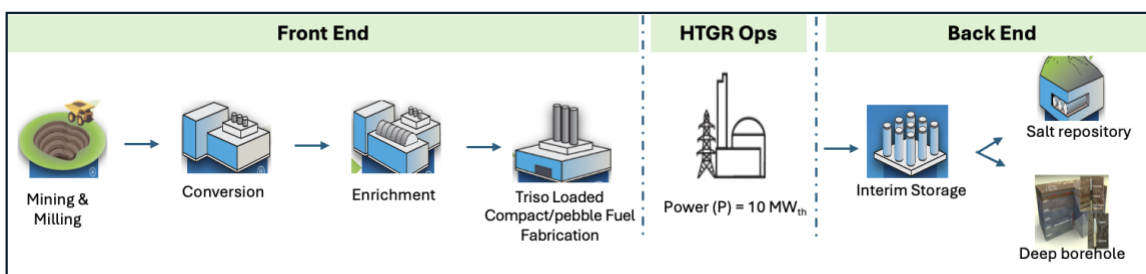 Front End
HTGR Ops
Back End
Mining &
Milling
Conversion
Enrichment
Triso Loaded
Compact/pebble Fuel
Fabrication
Power (P) = 10 MWth
Interim Storage
Salt repository
Deep borehole